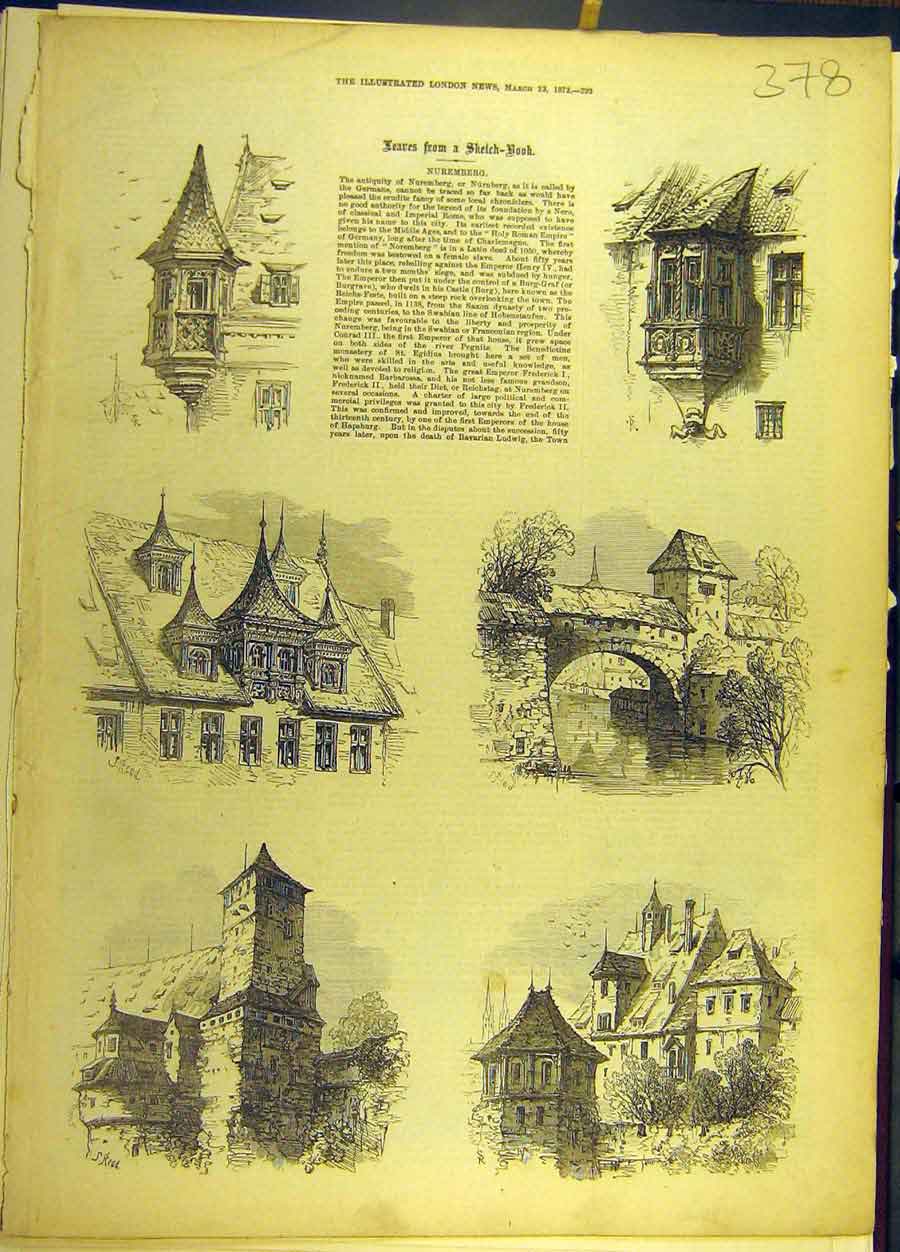 378
THE ILLUSTRATED LONDON NEWS, MARCH 23, 1872.—293
Leaves from a Sketch-Book.
NUREMBERG.
The antiquity of Nuremberg, or Nürnberg, as it is called by
the Germans, cannot be traced so far back as would have
pleased the erudite fancy of some local chroniclers. There is
no good authority for the legend of its foundation by a Nero,
of classical and Imperial Rome, who was supposed to have
given his name to this city. Its earliest recorded existence
belongs to the Middle Ages, and to the "Holy Roman Empire"
of Germany, long after the time of Charlemagne. The first
mention of "Noremberg" is in a Latin deed of 1050, whereby
freedom was bestowed on a female slave. About fifty years
later this place, rebelling against the Emperor Henry IV., had
to endure a two months' siege, and was subdued by hunger.
The Emperor then put it under the control of a Burg-Graf (or
Burgrave), who dwelt in his Castle (Burg), here known as the
Reichs-Feste, built on a steep rock overlooking the town. The
Empire passed, in 1138, from the Saxon dynasty of two pre-
ceding centuries, to the Swabian line of Hohenstaufen. This
change was favourable to the liberty and prosperity of
Nuremberg, being in the Swabian or Franconian region. Under
Conrad III., the first Emperor of that house, it grew space
on both sides of the river Pegnitz. The Benedictine
monastery of St. Egidius brought here a set of men,
who were skilled in the arts and useful knowledge, as
well as devoted to religion. The great Emperor Frederick I.,
nicknamed Barbarossa, and his not less famous grandson,
Frederick II., held their Diet, or Reichstag, at Nuremberg on
several occasions. A charter of large political and com-
mercial privileges was granted to this city by Frederick II.
This was confirmed and improved, towards the end of the
thirteenth century, by one of the first Emperors of the house
of Hapsburg. But in the disputes about the succession, fifty
years later, upon the death of Bavarian Ludwig, the Town
S. Read
S. Read
SR